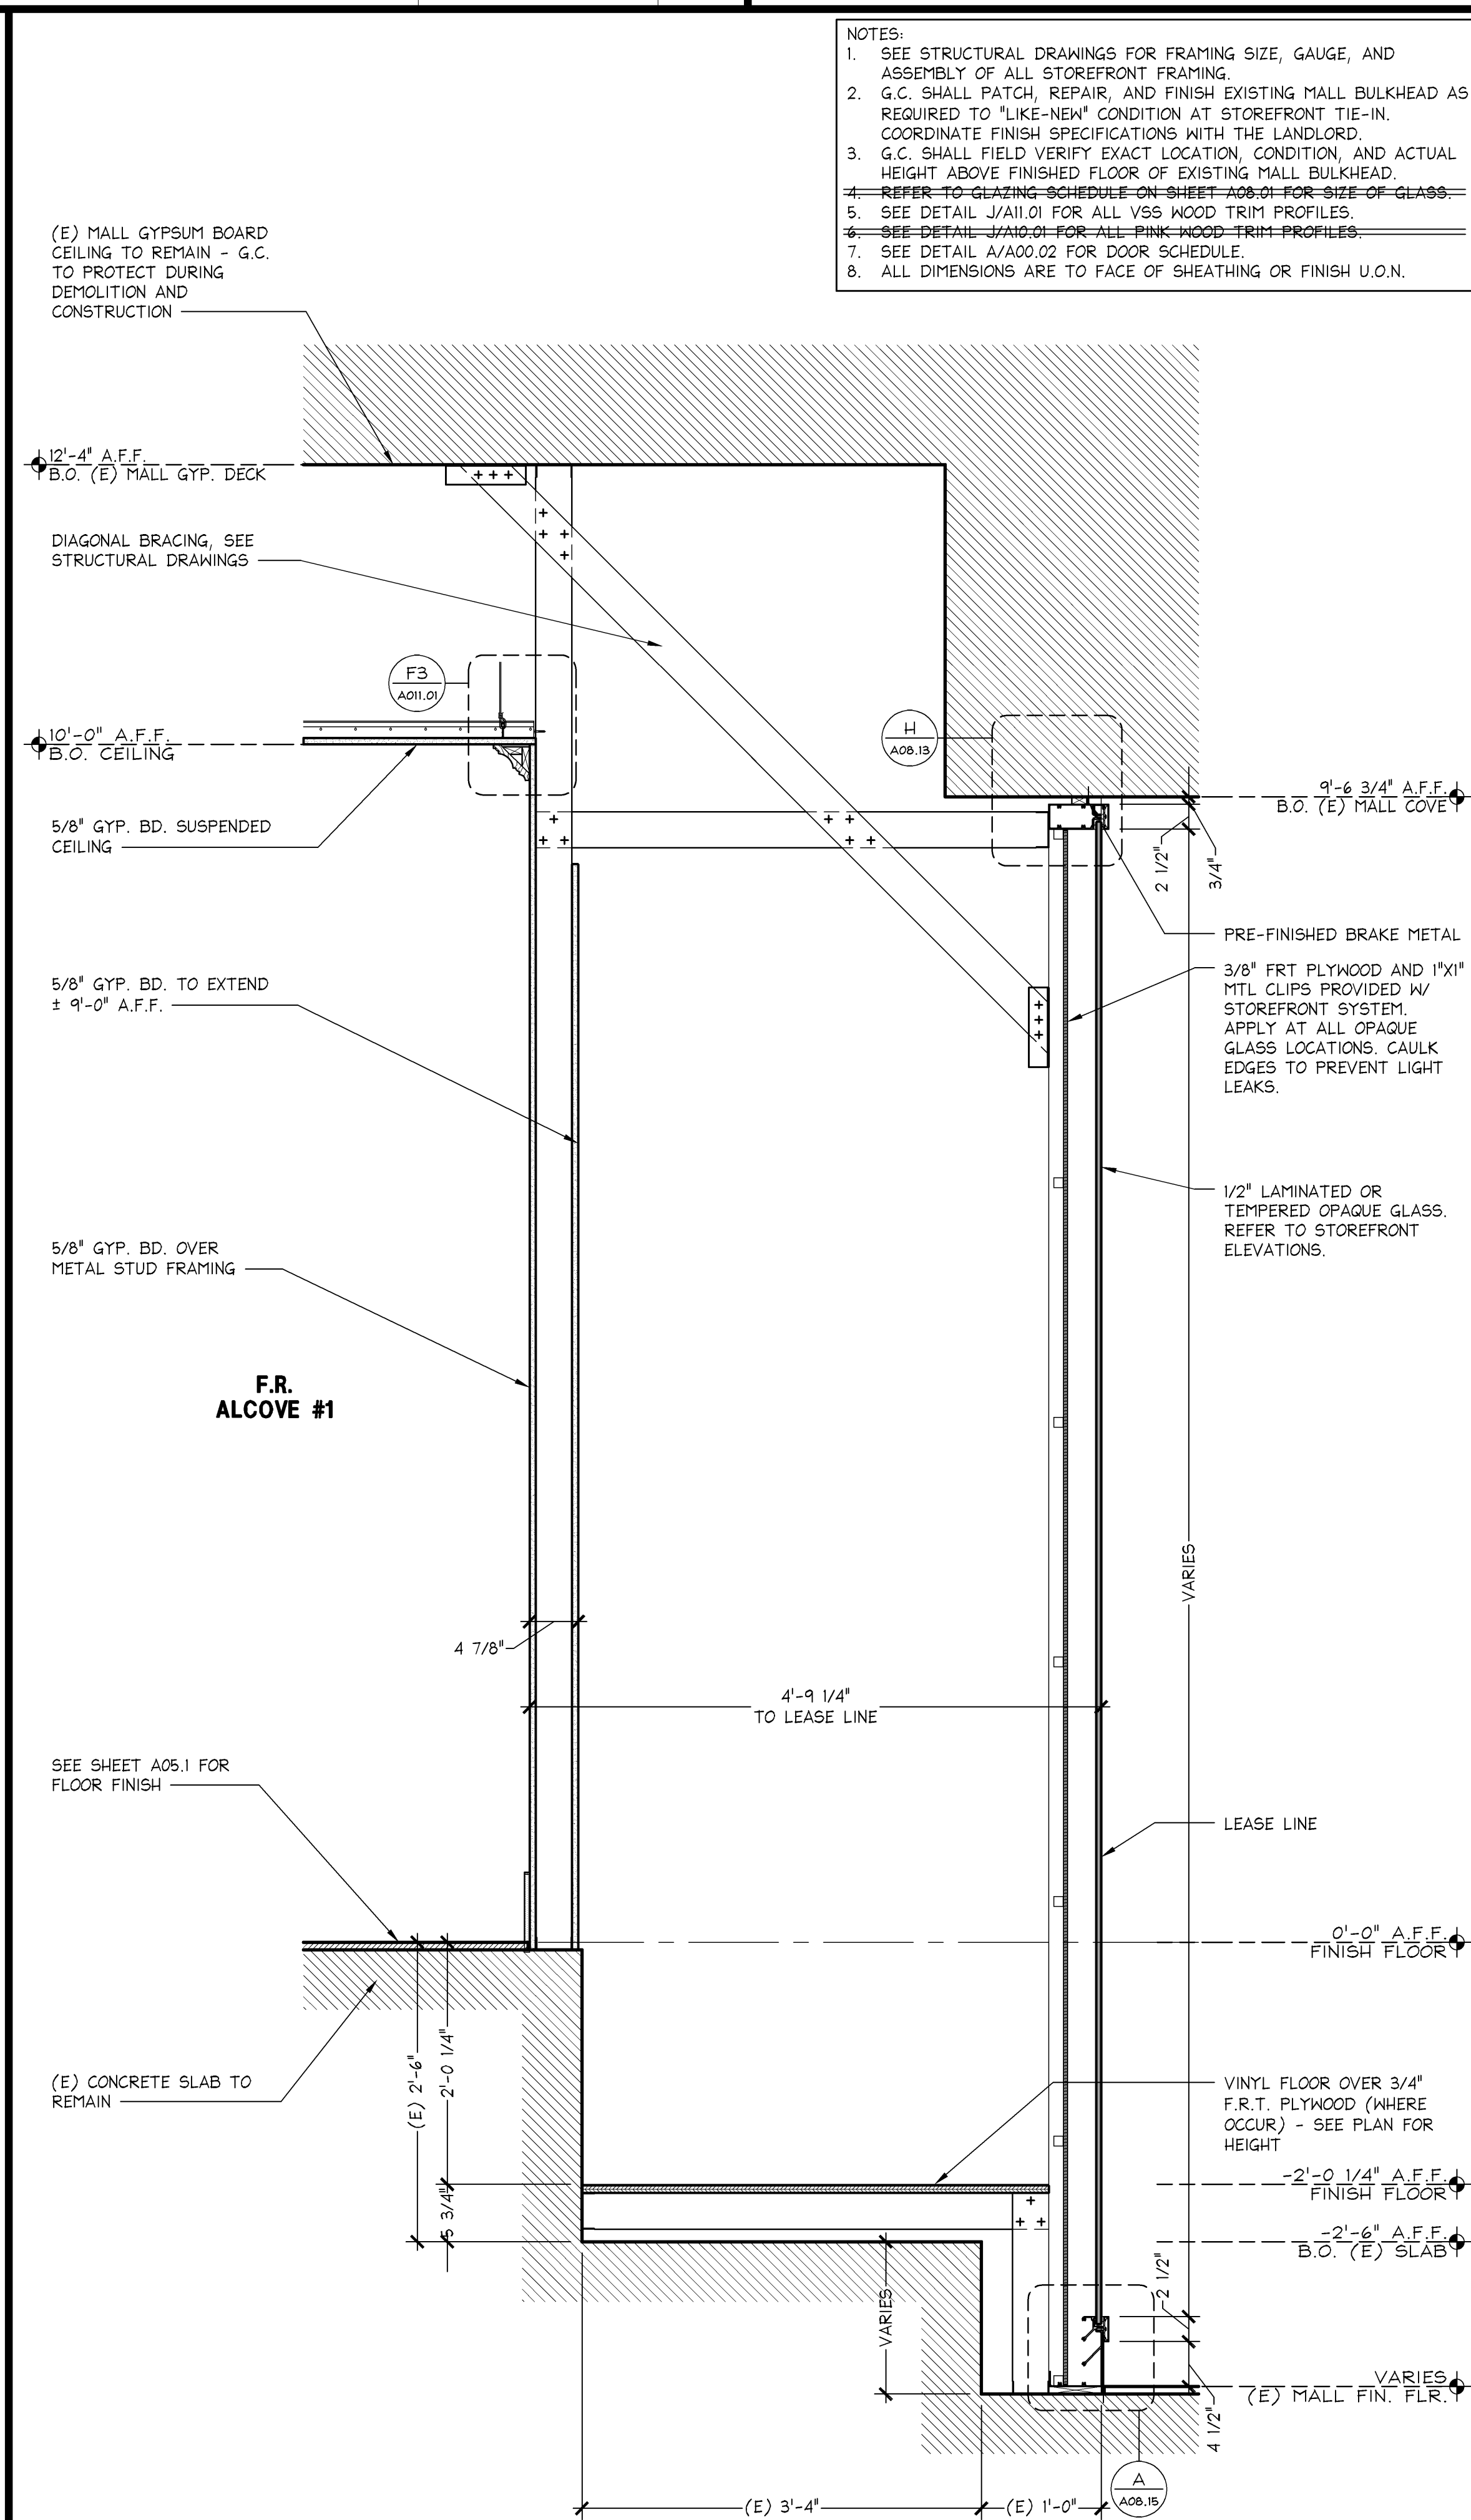 NOTES:
1. SEE STRUCTURAL DRAWINGS FOR FRAMING SIZE, GAUGE, AND
ASSEMBLY OF ALL STOREFRONT FRAMING.
2. G.C. SHALL PATCH, REPAIR, AND FINISH EXISTING MALL BULKHEAD AS
REQUIRED TO "LIKE-NEW" CONDITION AT STOREFRONT TIE-IN.
COORDINATE FINISH SPECIFICATIONS WITH THE LANDLORD.
3. G.C. SHALL FIELD VERIFY EXACT LOCATION, CONDITION, AND ACTUAL
HEIGHT ABOVE FINISHED FLOOR OF EXISTING MALL BULKHEAD.
4. REFER TO GLAZING SCHEDULE ON SHEET A08.01 FOR SIZE OF GLASS.
5. SEE DETAIL J/A11.01 FOR ALL VSS WOOD TRIM PROFILES.
6. SEE DETAIL J/A10.01 FOR ALL PINK WOOD TRIM PROFILES.
7. SEE DETAIL A/A00.02 FOR DOOR SCHEDULE.
8. ALL DIMENSIONS ARE TO FACE OF SHEATHING OR FINISH U.O.N.
(E) MALL GYPSUM BOARD
CEILING TO REMAIN - G.C.
TO PROTECT DURING
DEMOLITION AND
CONSTRUCTION
12'-4" A.F.F.
B.O. (E) MALL GYP. DECK
DIAGONAL BRACING, SEE
STRUCTURAL DRAWINGS
F3
A011.01
10'-0" A.F.F.
B.O. CEILING
H
A08.13
9'-6 3/4" A.F.F.
B.O. (E) MALL COVE
5/8" GYP. BD. SUSPENDED
CEILING
2 1/2"
3/4"
PRE-FINISHED BRAKE METAL
3/8" FRT PLYWOOD AND 1"X1"
MTL CLIPS PROVIDED W/
STOREFRONT SYSTEM.
APPLY AT ALL OPAQUE
GLASS LOCATIONS. CAULK
EDGES TO PREVENT LIGHT
LEAKS.
5/8" GYP. BD. TO EXTEND
± 9'-0" A.F.F.
1/2" LAMINATED OR
TEMPERED OPAQUE GLASS.
REFER TO STOREFRONT
ELEVATIONS.
5/8" GYP. BD. OVER
METAL STUD FRAMING
F.R.
ALCOVE #1
VARIES
4 7/8"
4'-9 1/4"
TO LEASE LINE
SEE SHEET A05.1 FOR
FLOOR FINISH
LEASE LINE
0'-0" A.F.F.
FINISH FLOOR
(E) 2'-6"
2'-0 1/4"
(E) CONCRETE SLAB TO
REMAIN
VINYL FLOOR OVER 3/4"
F.R.T. PLYWOOD (WHERE
OCCUR) - SEE PLAN FOR
HEIGHT
-2'-0 1/4" A.F.F.
FINISH FLOOR
5 3/4"
-2'-6" A.F.F.
B.O. (E) SLAB
2 1/2"
VARIES
VARIES
(E) MALL FIN. FLR.
4 1/2"
A
A08.15
(E) 3'-4"
(E) 1'-0"